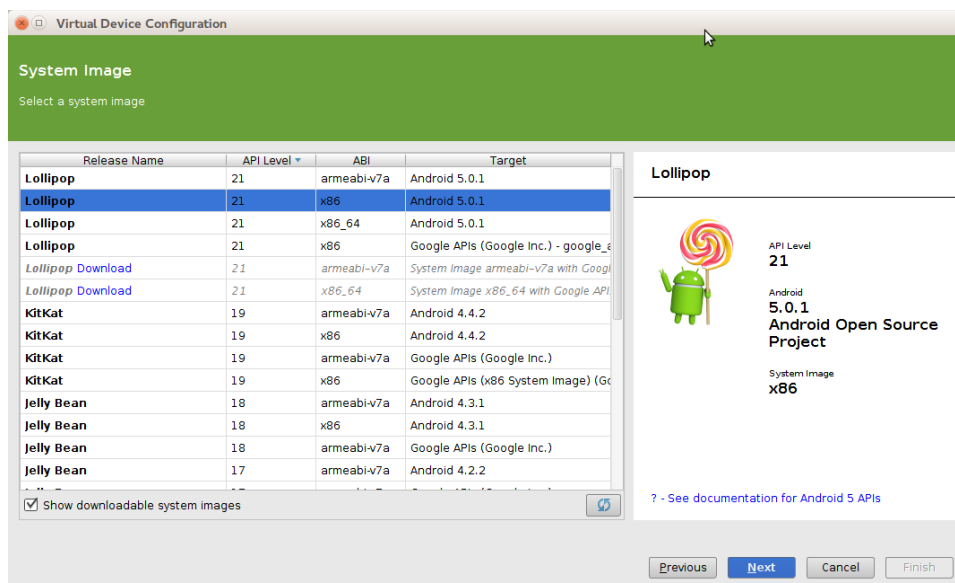 Virtual Device Configuration
System Image
Select a system image
Release Name API Level ABI Target
Lollipop 21 armeabi-v7a Android 5.0.1
Lollipop 21 x86 Android 5.0.1
Lollipop 21 x86_64 Android 5.0.1
Lollipop 21 x86 Google APIs (Google Inc.) - google_a
Lollipop Download 21 armeabi-v7a System Image armeabi-v7a with Googl
Lollipop Download 21 x86_64 System Image x86_64 with Google API
KitKat 19 armeabi-v7a Android 4.4.2
KitKat 19 x86 Android 4.4.2
KitKat 19 armeabi-v7a Google APIs (Google Inc.)
KitKat 19 x86 Google APIs (x86 System Image) (Go
Jelly Bean 18 armeabi-v7a Android 4.3.1
Jelly Bean 18 x86 Android 4.3.1
Jelly Bean 18 armeabi-v7a Google APIs (Google Inc.)
Jelly Bean 17 armeabi-v7a Android 4.2.2
Show downloadable system images
Lollipop
API Level
21
Android
5.0.1
Android Open Source
Project
System Image
x86
? - See documentation for Android 5 APIs
Previous Next Cancel Finish